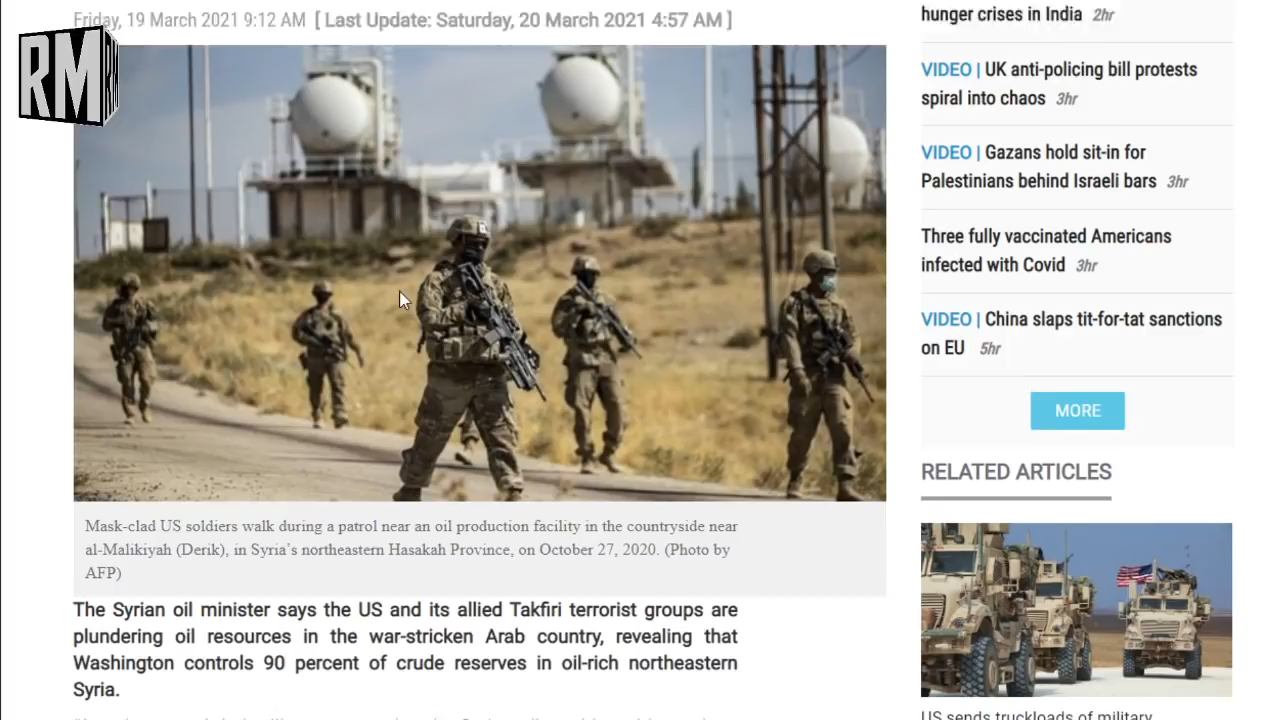 Friday, 19 March 2021 9:12 AM [ Last Update: Saturday, 20 March 2021 4:57 AM ]
RM
Mask-clad US soldiers walk during a patrol near an oil production facility in the countryside near
al-Malikiyah (Derik), in Syria’s northeastern Hasakah Province, on October 27, 2020. (Photo by
AFP)
The Syrian oil minister says the US and its allied Takfiri terrorist groups are
plundering oil resources in the war-stricken Arab country, revealing that
Washington controls 90 percent of crude reserves in oil-rich northeastern
Syria.
hunger crises in India 2hr
VIDEO | UK anti-policing bill protests
spiral into chaos 3hr
VIDEO | Gazans hold sit-in for
Palestinians behind Israeli bars 3hr
Three fully vaccinated Americans
infected with Covid 3hr
VIDEO | China slaps tit-for-tat sanctions
on EU 5hr
MORE
RELATED ARTICLES
US sends truckloads of military